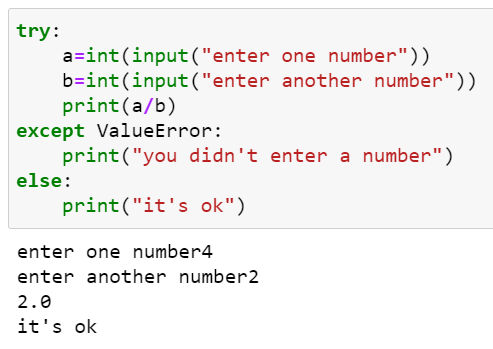 try:
    a=int(input("enter one number"))
    b=int(input("enter another number"))
    print(a/b)
except ValueError:
    print("you didn't enter a number")
else:
    print("it's ok")
enter one number4
enter another number2
2.0
it's ok